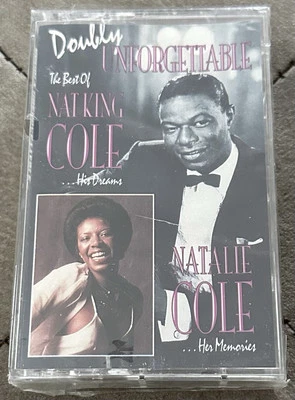 Doubly
UNFORGETTABLE
The Best Of
NAT KING
COLE
...His Dreams
NATALIE
COLE
...Her Memories